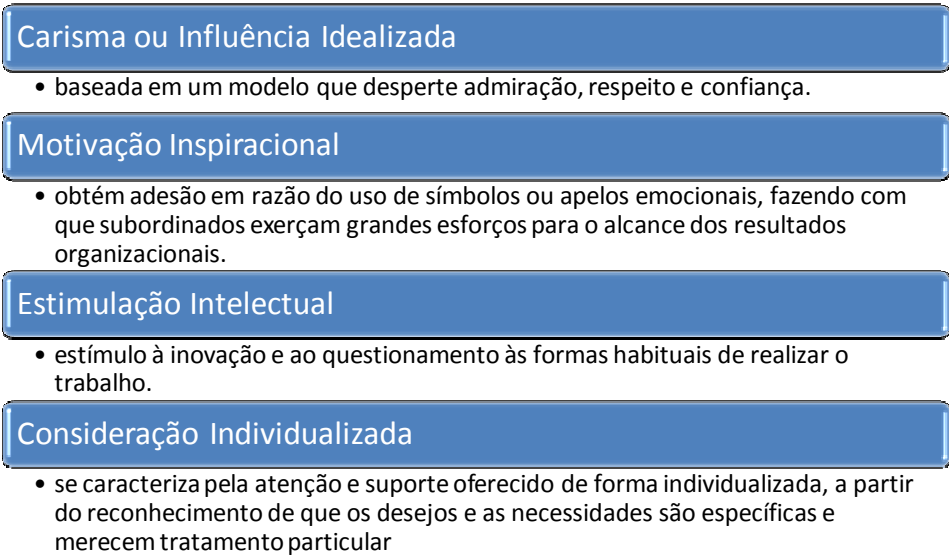 Carisma ou Influência Idealizada
• baseada em um modelo que desperte admiração, respeito e confiança.
Motivação Inspiracional
• obtém adesão em razão do uso de símbolos ou apelos emocionais, fazendo com
que subordinados exerçam grandes esforços para o alcance dos resultados
organizacionais.
Estimulação Intelectual
• estímulo à inovação e ao questionamento às formas habituais de realizar o
trabalho.
Consideração Individualizada
• se caracteriza pela atenção e suporte oferecido de forma individualizada, a partir
do reconhecimento de que os desejos e as necessidades são específicas e
merecem tratamento particular